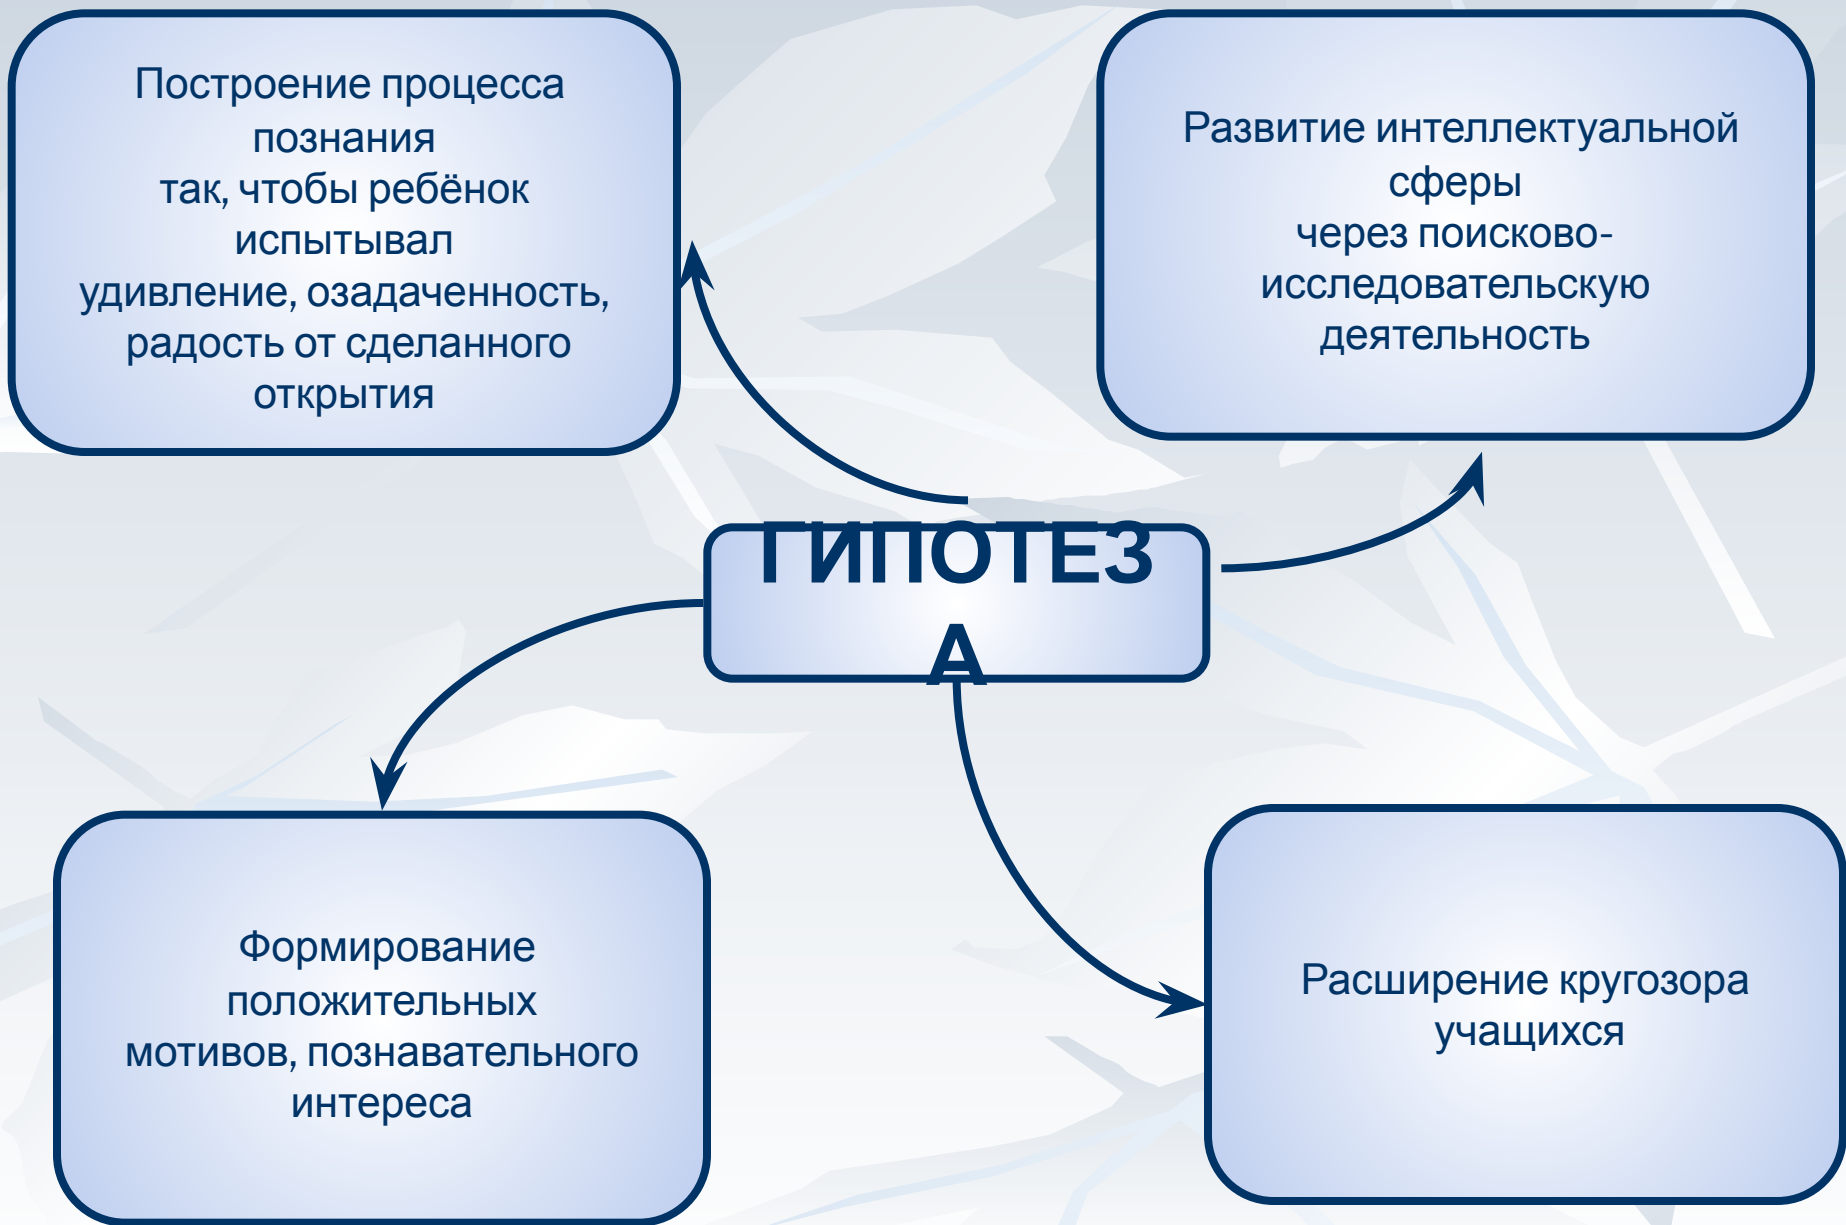 Построение процесса
познания
так, чтобы ребёнок
испытывал
удивление, озадаченность,
радость от сделанного
открытия
Развитие интеллектуальной
сферы
через поисково-
исследовательскую
деятельность
ГИПОТЕЗ
А
Формирование
положительных
мотивов, познавательного
интереса
Расширение кругозора
учащихся